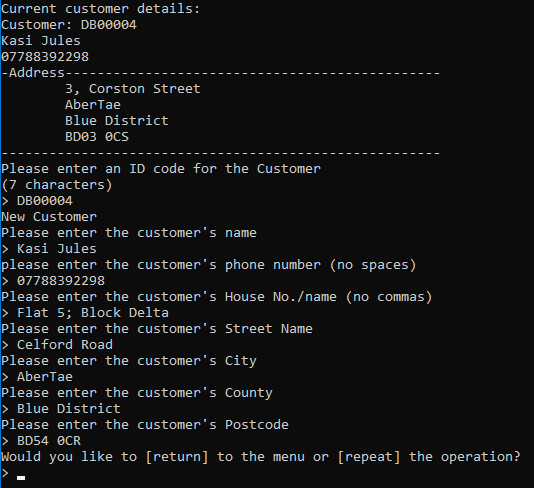 Current customer details:
Customer: DB00004
Kasi Jules
07788392298
-Address-----------------------------------------------
3, Corston Street
AberTae
Blue District
BD03 0CS
-------------------------------------------------------
Please enter an ID code for the Customer
(7 characters)
> DB00004
New Customer
Please enter the customer's name
> Kasi Jules
please enter the customer's phone number (no spaces)
> 07788392298
Please enter the customer's House No./name (no commas)
> Flat 5; Block Delta
Please enter the customer's Street Name
> Celford Road
Please enter the customer's City
> AberTae
Please enter the customer's County
> Blue District
Please enter the customer's Postcode
> BD54 0CR
Would you like to [return] to the menu or [repeat] the operation?
>